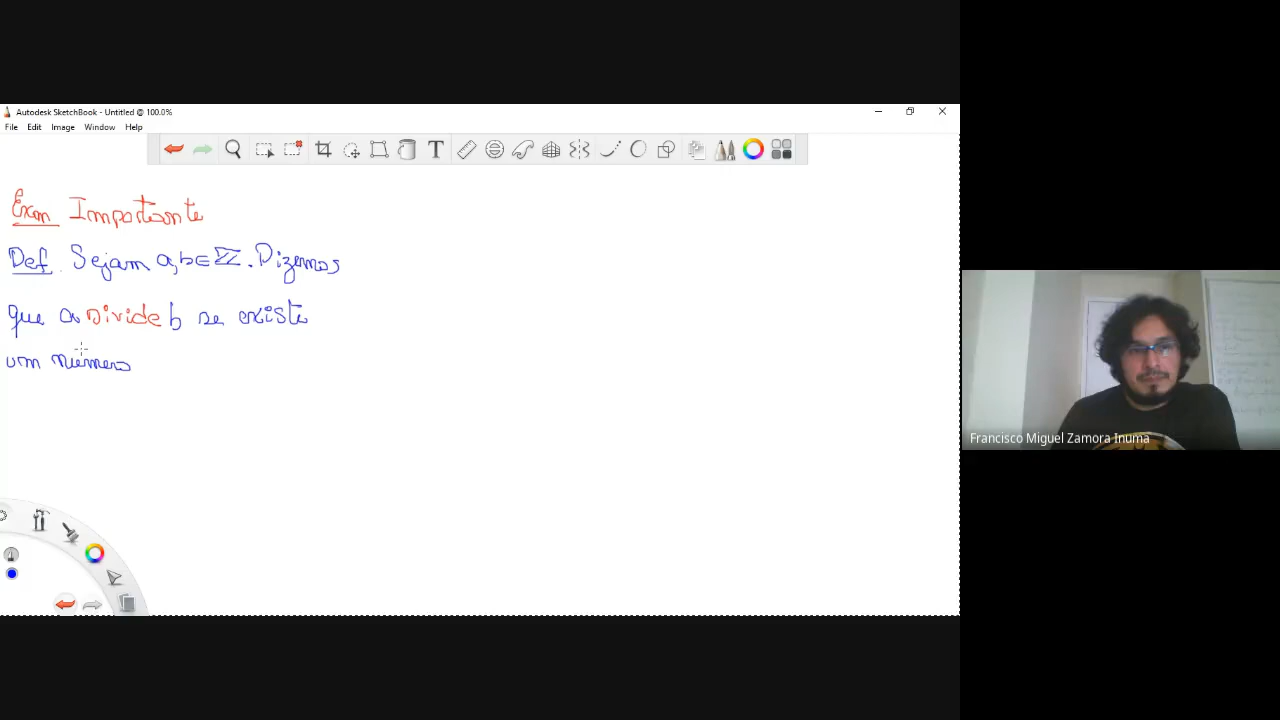 Autodesk SketchBook - Untitled @ 100.0%
File Edit Image Window Help
T
Exm Importante
Def. Sejam a, b ∈ ℤ. Dizemos
que a Divide b se existe
um número
Francisco Miguel Zamora Inuma